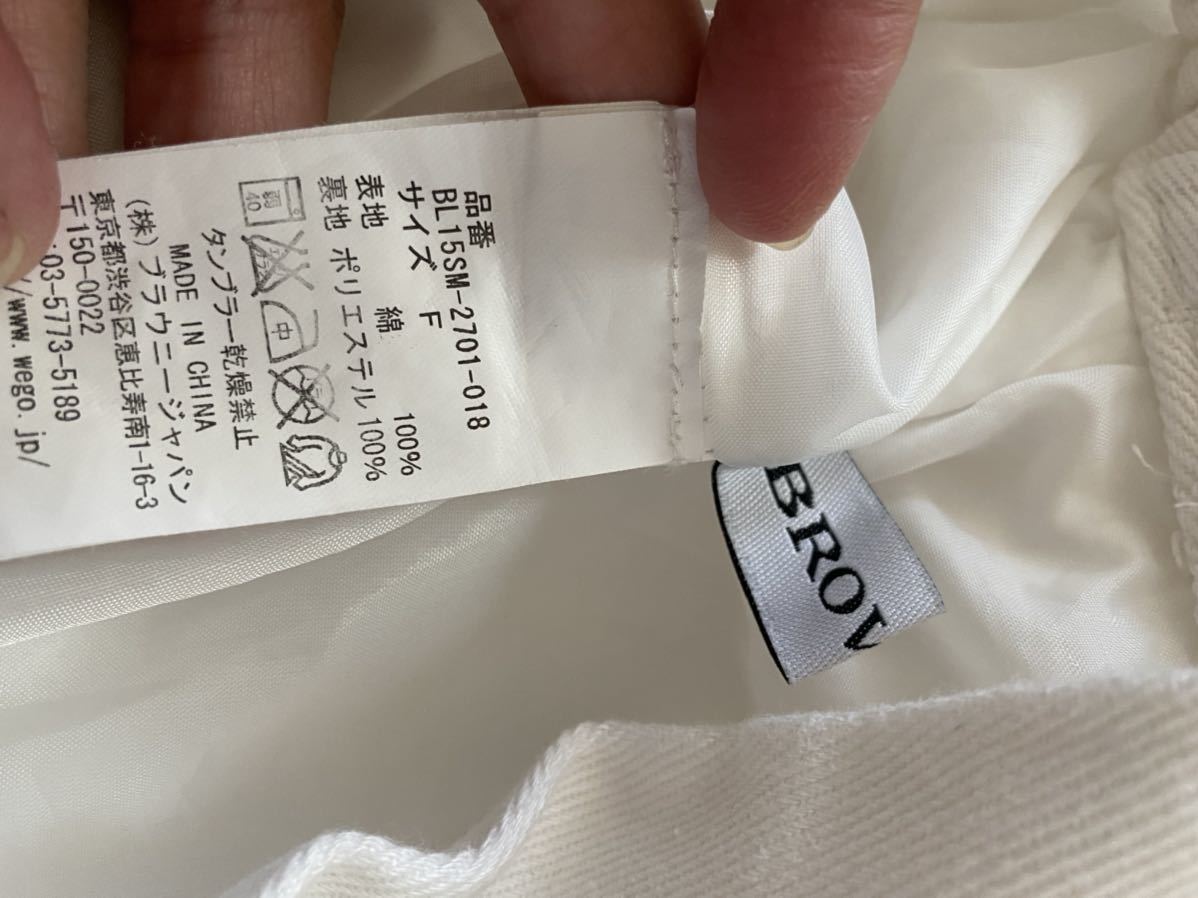 品番
BL15SM-2701-018
サイズ F
表地 綿 100%
裏地 ポリエステル 100%
弱
40
中
タンブラー乾燥禁止
MADE IN CHINA
(株)ブラウニージャパン
東京都渋谷区恵比寿南1-16-3
〒150-0022
03-5773-5189
/www.wego.jp/
BROW